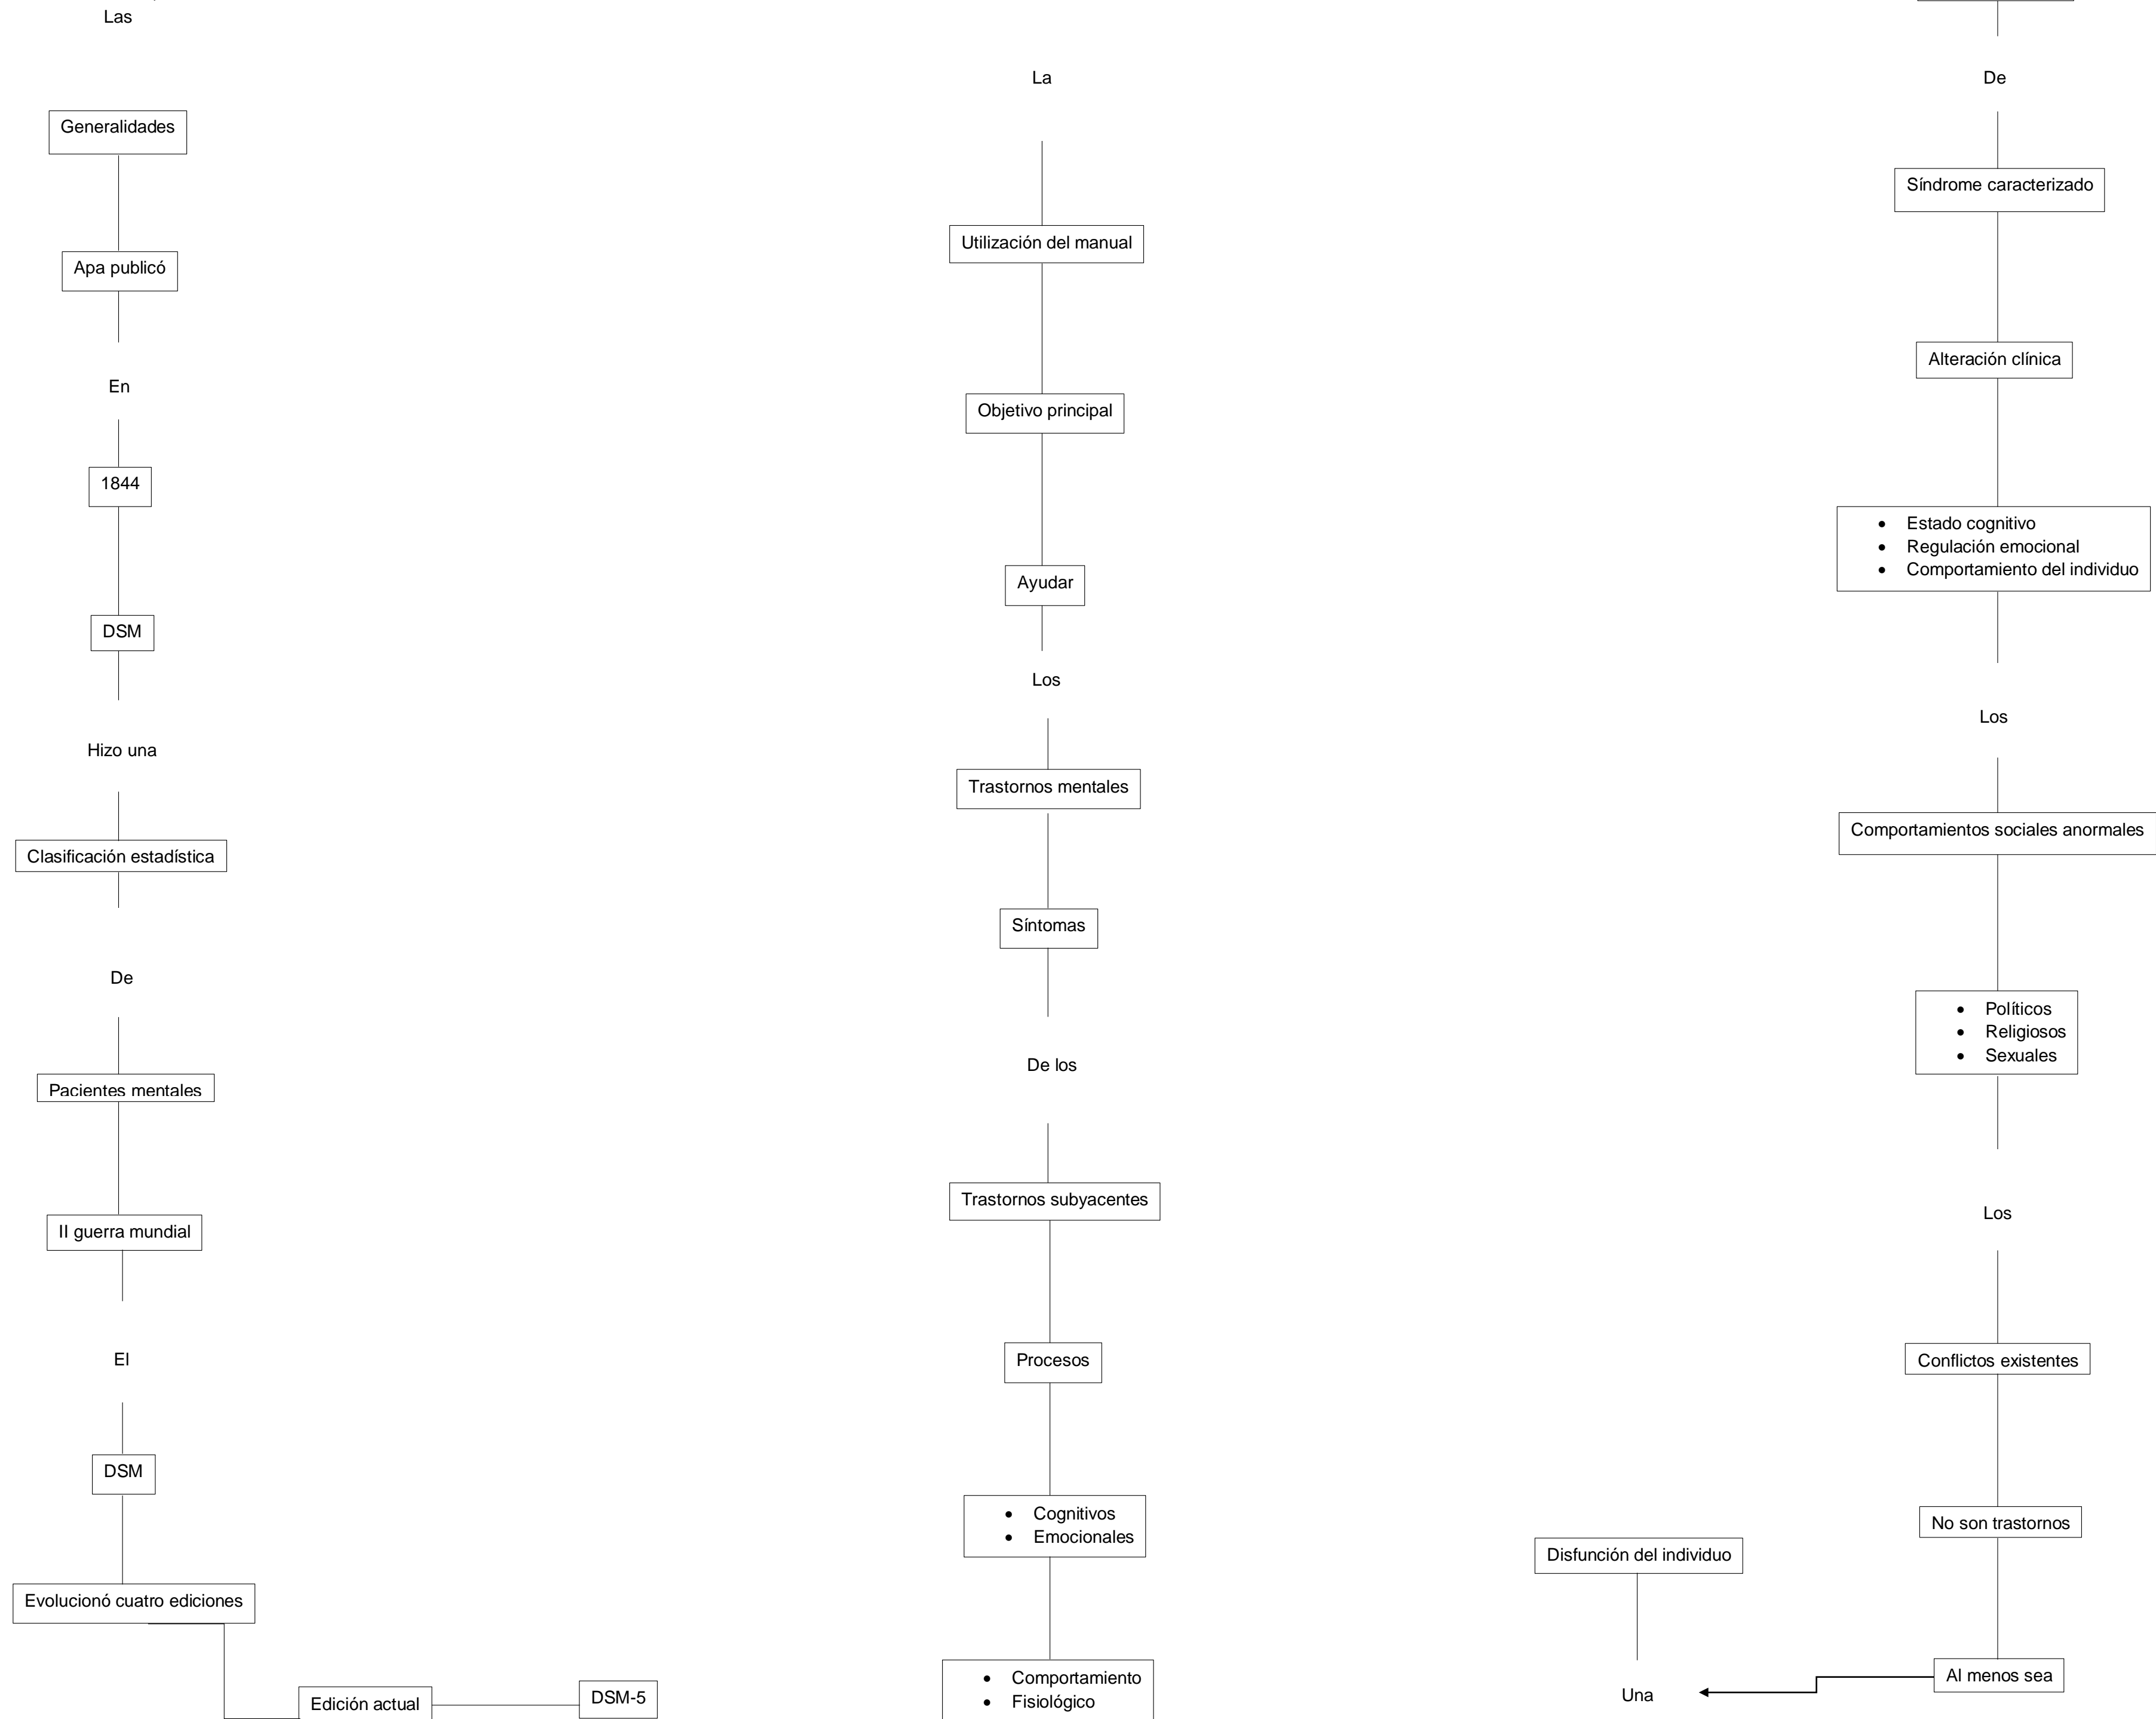 Las
Generalidades
Apa publicó
En
1844
DSM
Hizo una
Clasificación estadística
De
Pacientes mentales
II guerra mundial
El
DSM
Evolucionó cuatro ediciones
Edición actual
DSM-5
La
Utilización del manual
Objetivo principal
Ayudar
Los
Trastornos mentales
Síntomas
De los
Trastornos subyacentes
Procesos
• Cognitivos
• Emocionales
• Comportamiento
• Fisiológico
De
Síndrome caracterizado
Alteración clínica
• Estado cognitivo
• Regulación emocional
• Comportamiento del individuo
Los
Comportamientos sociales anormales
• Políticos
• Religiosos
• Sexuales
Los
Conflictos existentes
No son trastornos
Al menos sea
Una
Disfunción del individuo